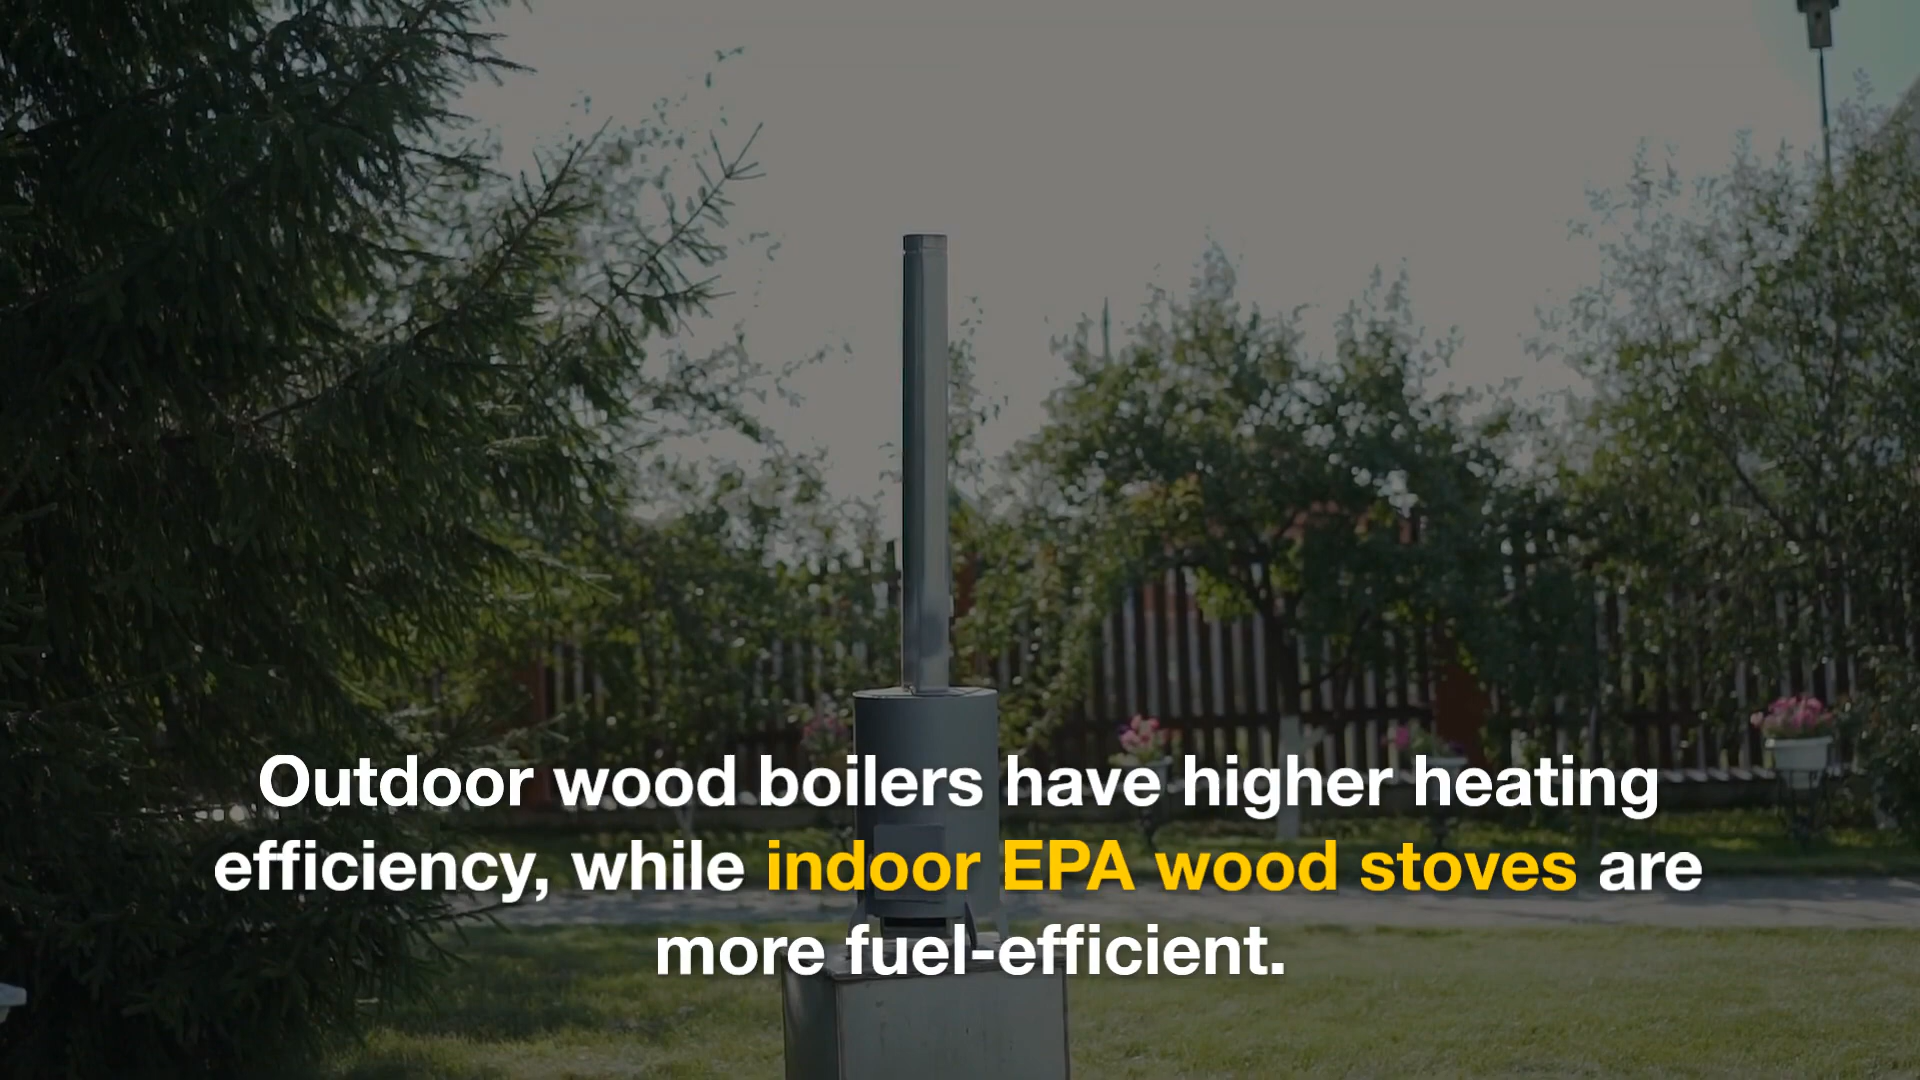 Outdoor wood boilers have higher heating
efficiency, while indoor EPA wood stoves are
more fuel-efficient.